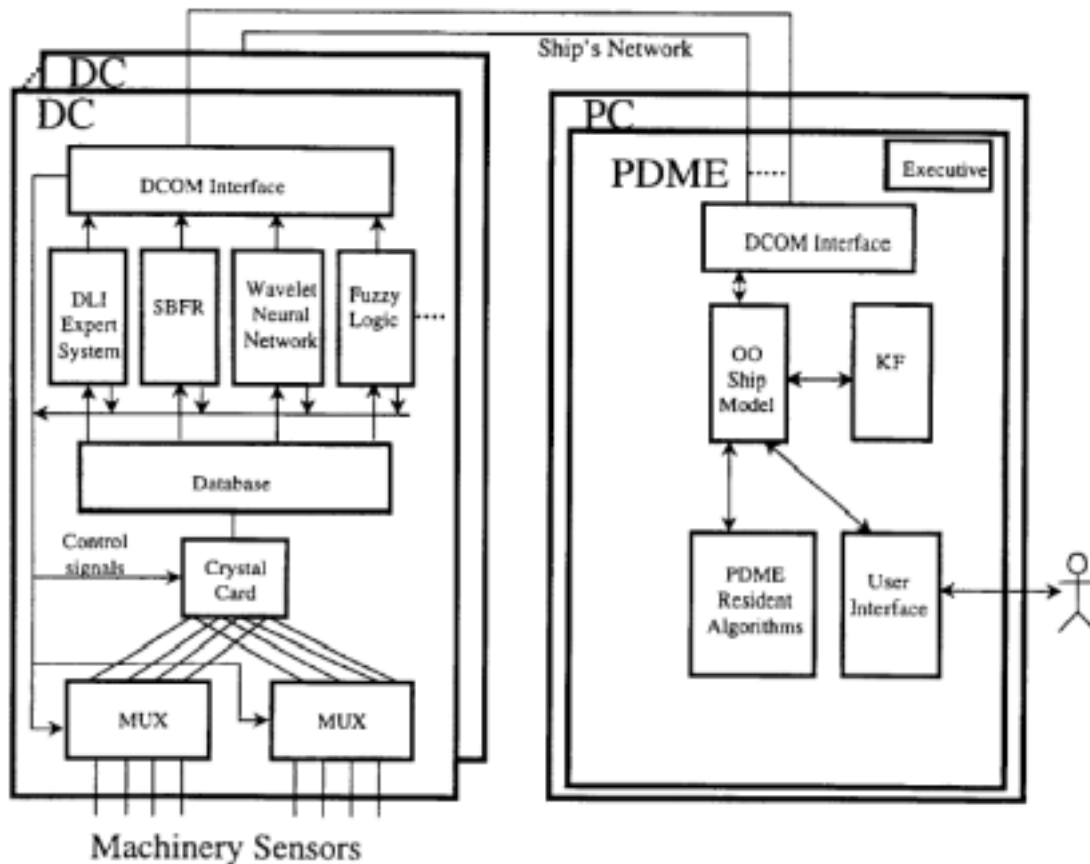 Ship's Network
DC
DC
DCOM Interface
DLI
Expert
System
SBFR
Wavelet
Neural
Network
Fuzzy
Logic
Database
Control
signals
Crystal
Card
MUX
MUX
Machinery Sensors
PC
PDME
Executive
DCOM Interface
OO
Ship
Model
KF
PDME
Resident
Algorithms
User
Interface